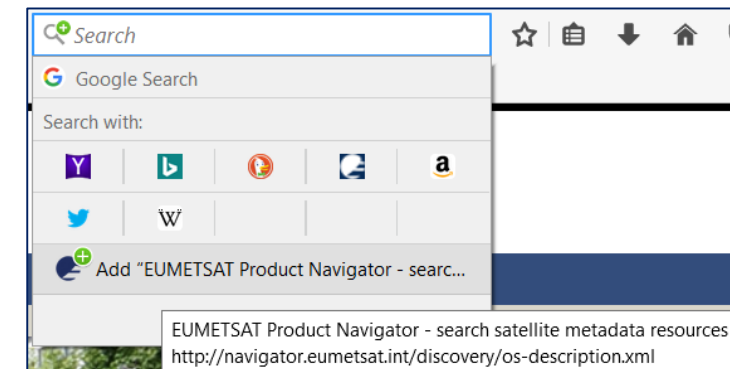 Search
Google Search
Search with:
Add “EUMETSAT Product Navigator - searc...
EUMETSAT Product Navigator - search satellite metadata resources
http://navigator.eumetsat.int/discovery/os-description.xml